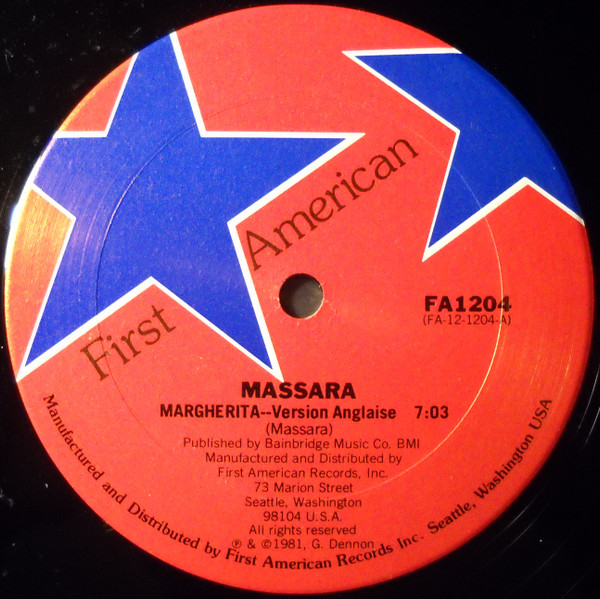 First American
FA1204
(FA-12-1204-A)
MASSARA
MARGHERITA--Version Anglaise 7:03
(Massara)
Published by Bainbridge Music Co. BMI
Manufactured and Distributed by
First American Records, Inc.
73 Marion Street
Seattle, Washington
98104 U.S.A.
All rights reserved
℗ & ©1981, G. Dennon
Manufactured and Distributed by First American Records Inc. Seattle, Washington USA